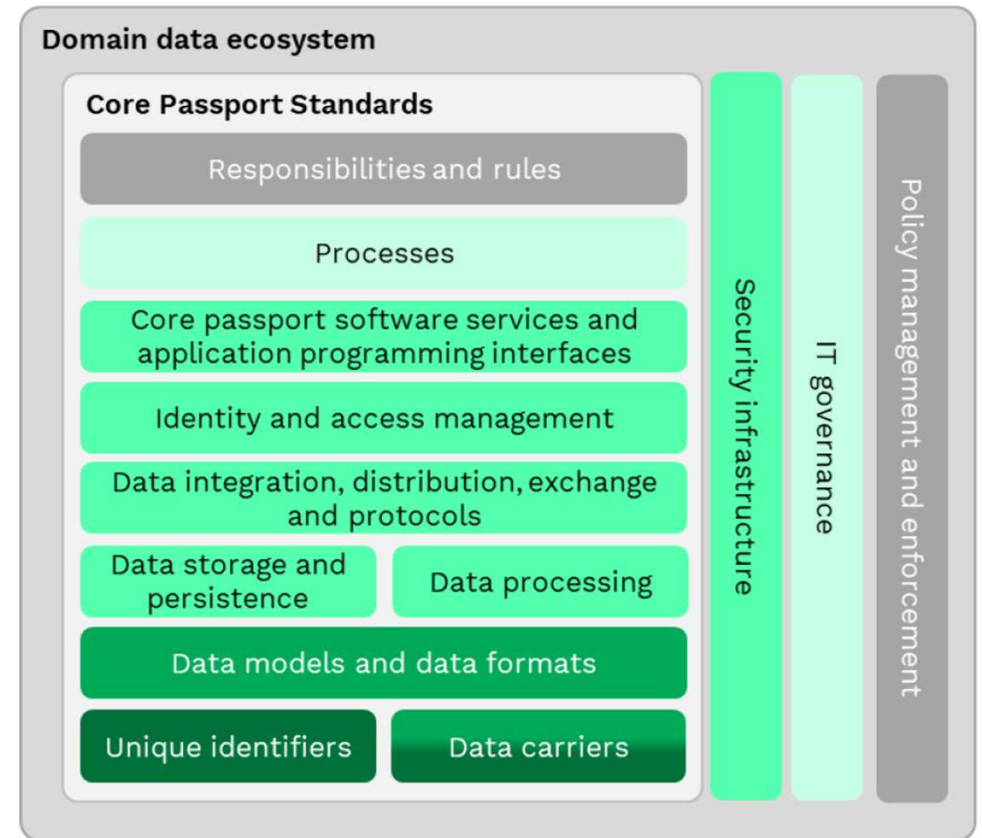 Domain data ecosystem
Core Passport Standards
Responsibilities and rules
Processes
Core passport software services and
application programming interfaces
Identity and access management
Data integration, distribution, exchange
and protocols
Data storage and
persistence
Data processing
Data models and data formats
Unique identifiers
Data carriers
Security infrastructure
IT governance
Policy management and enforcement